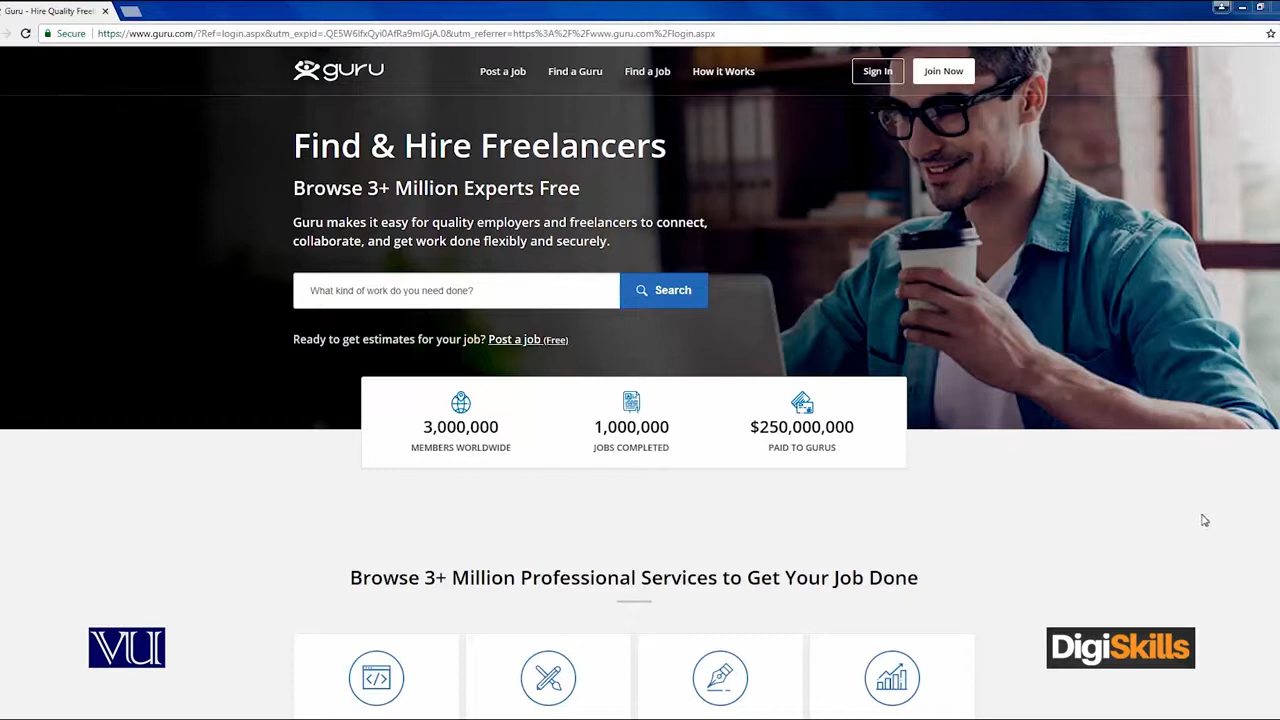 Guru - Hire Quality Freel
Secure
https://www.guru.com/?Ref=login.aspx&utm_expid=.QE5W6lfxQyi0AfRa9mIGjA.0&utm_referrer=https%3A%2F%2Fwww.guru.com%2Flogin.aspx
guru
Post a Job
Find a Guru
Find a Job
How it Works
Sign In
Join Now
Find & Hire Freelancers
Browse 3+ Million Experts Free
Guru makes it easy for quality employers and freelancers to connect,
collaborate, and get work done flexibly and securely.
What kind of work do you need done?
Search
Ready to get estimates for your job? Post a job (Free)
3,000,000
MEMBERS WORLDWIDE
1,000,000
JOBS COMPLETED
$250,000,000
PAID TO GURUS
Browse 3+ Million Professional Services to Get Your Job Done
VU
DigiSkills